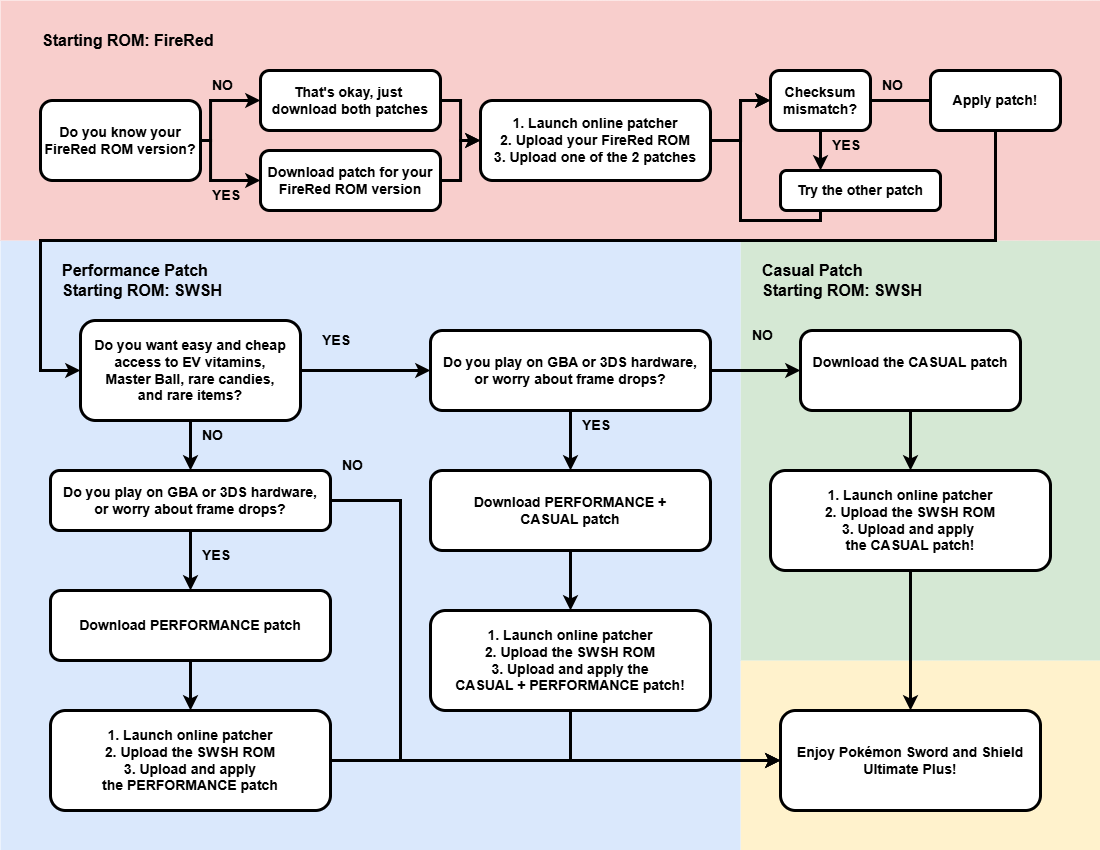 Starting ROM: FireRed
Do you know your
FireRed ROM version?
NO
That's okay, just
download both patches
YES
Download patch for your
FireRed ROM version
1. Launch online patcher
2. Upload your FireRed ROM
3. Upload one of the 2 patches
Checksum
mismatch?
NO
Apply patch!
YES
Try the other patch
Performance Patch
Starting ROM: SWSH
Casual Patch
Starting ROM: SWSH
Do you want easy and cheap
access to EV vitamins,
Master Ball, rare candies,
and rare items?
YES
Do you play on GBA or 3DS hardware,
or worry about frame drops?
NO
Download the CASUAL patch
NO
Do you play on GBA or 3DS hardware,
or worry about frame drops?
NO
YES
Download PERFORMANCE +
CASUAL patch
1. Launch online patcher
2. Upload the SWSH ROM
3. Upload and apply
the CASUAL patch!
YES
Download PERFORMANCE patch
1. Launch online patcher
2. Upload the SWSH ROM
3. Upload and apply the
CASUAL + PERFORMANCE patch!
1. Launch online patcher
2. Upload the SWSH ROM
3. Upload and apply
the PERFORMANCE patch
Enjoy Pokémon Sword and Shield
Ultimate Plus!